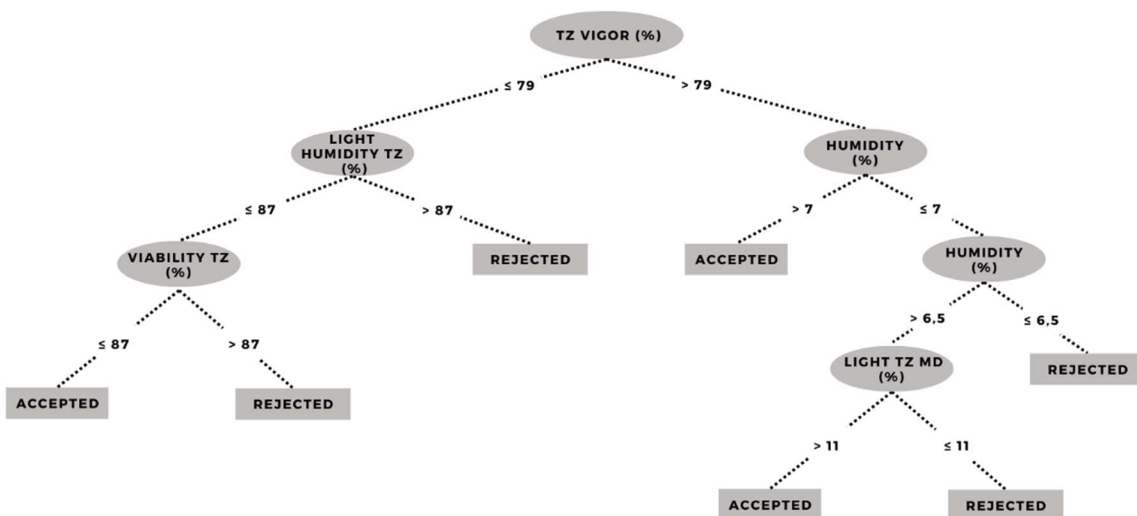 TZ VIGOR (%)
≤ 79
> 79
LIGHT
HUMIDITY TZ
(%)
HUMIDITY
(%)
≤ 87
> 87
> 7
≤ 7
VIABILITY TZ
(%)
REJECTED
ACCEPTED
HUMIDITY
(%)
> 6,5
≤ 6,5
≤ 87
> 87
LIGHT TZ MD
(%)
REJECTED
ACCEPTED
REJECTED
> 11
≤ 11
ACCEPTED
REJECTED